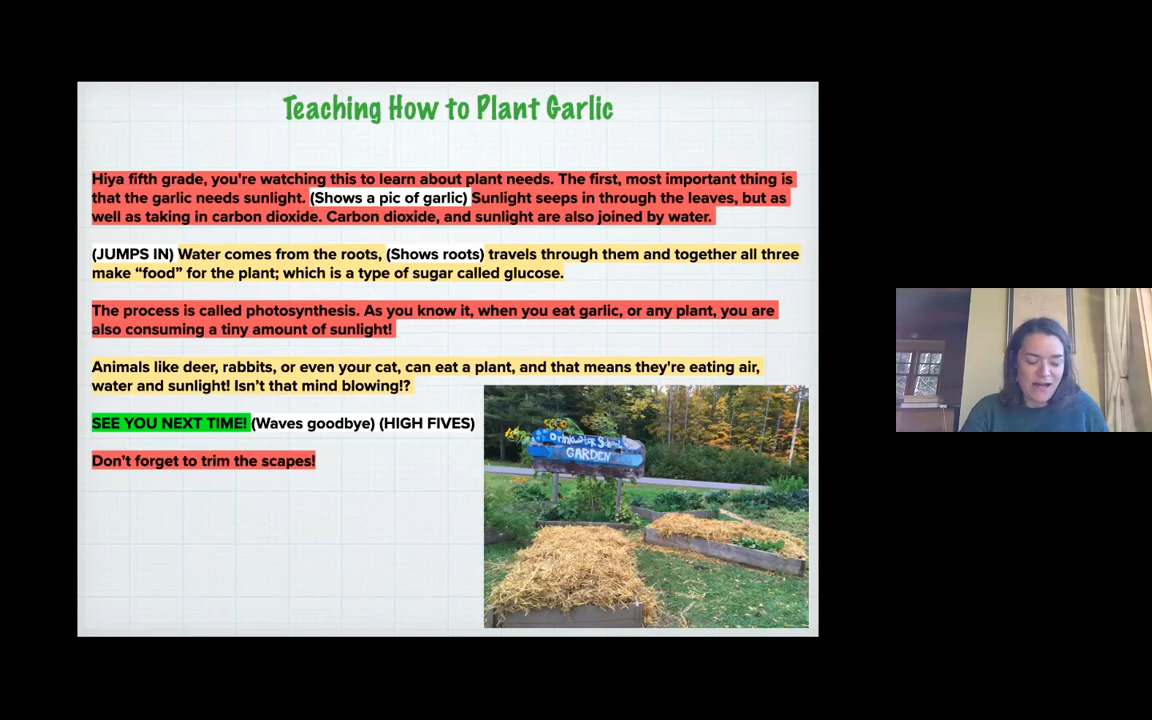 Teaching How to Plant Garlic
Hiya fifth grade, you're watching this to learn about plant needs. The first, most important thing is
that the garlic needs sunlight. (Shows a pic of garlic) Sunlight seeps in through the leaves, but as
well as taking in carbon dioxide. Carbon dioxide, and sunlight are also joined by water.
(JUMPS IN) Water comes from the roots, (Shows roots) travels through them and together all three
make “food” for the plant; which is a type of sugar called glucose.
The process is called photosynthesis. As you know it, when you eat garlic, or any plant, you are
also consuming a tiny amount of sunlight!
Animals like deer, rabbits, or even your cat, can eat a plant, and that means they're eating air,
water and sunlight! Isn’t that mind blowing!?
SEE YOU NEXT TIME! (Waves goodbye) (HIGH FIVES)
Don’t forget to trim the scapes!
Drinkwater School
GARDEN